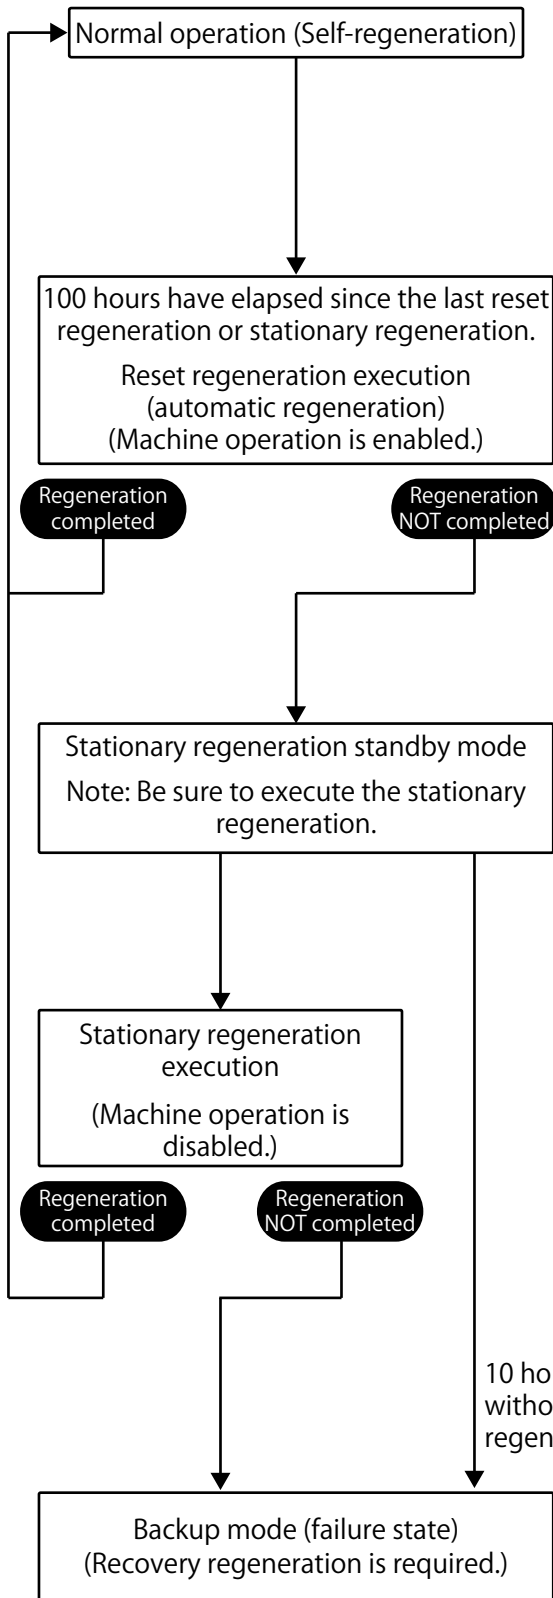 Normal operation (Self-regeneration)
100 hours have elapsed since the last reset
regeneration or stationary regeneration.
Reset regeneration execution
(automatic regeneration)
(Machine operation is enabled.)
Regeneration
completed
Regeneration
NOT completed
Stationary regeneration standby mode
Note: Be sure to execute the stationary
regeneration.
Stationary regeneration
execution
(Machine operation is
disabled.)
Regeneration
completed
Regeneration
NOT completed
10
Backup mode (failure state)
(Recovery regeneration is required.)